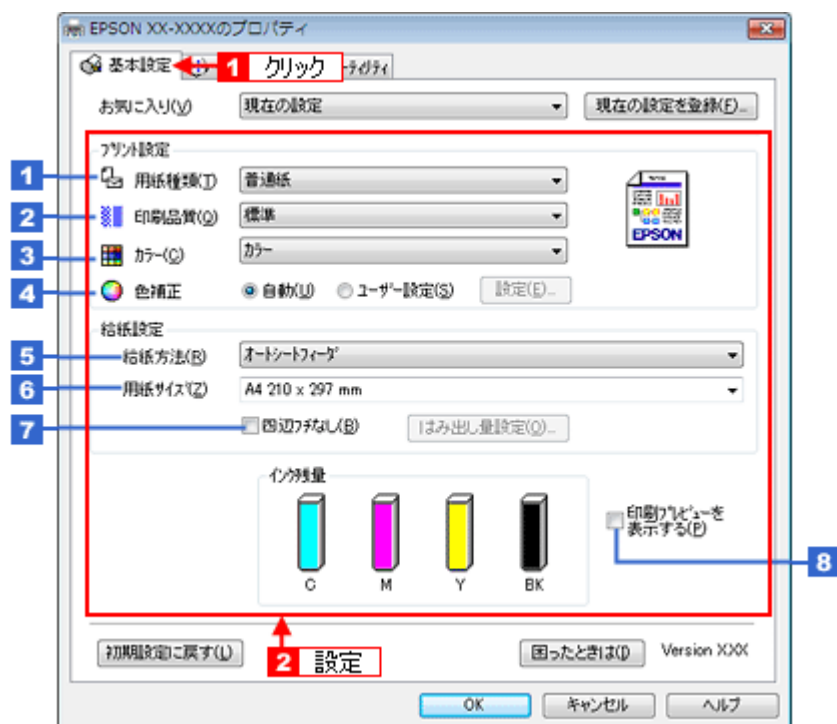 EPSON XX-XXXXのプロパティ
基本設定
1 クリック
お気に入り(V) 現在の設定 現在の設定を登録(F)...
プリント設定
1 用紙種類(T) 普通紙
2 印刷品質(Q) 標準
EPSON
3 カラー(C) カラー
4 色補正 自動(U) ユーザー設定(S) 設定(E)...
給紙設定
5 給紙方法(R) オートシートフィーダ
6 用紙サイズ(Z) A4 210 x 297 mm
7 四辺フチなし(B) はみ出し量設定(O)...
インク残量
C M Y BK
印刷プレビューを
表示する(P)
8
初期設定に戻す(L) 2 設定 困ったときは(I) Version XXX
OK キャンセル ヘルプ